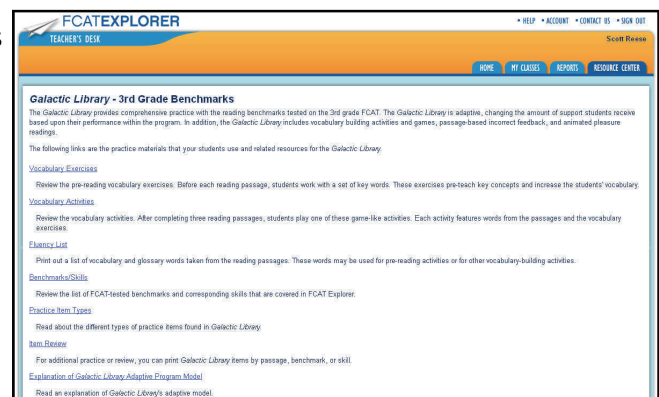 FCATEXPLORER
• HELP • ACCOUNT • CONTACT US • SIGN OUT
TEACHER'S DESK
Scott Reese
HOME MY CLASSES REPORTS RESOURCE CENTER
Galactic Library - 3rd Grade Benchmarks
The Galactic Library provides comprehensive practice with the reading benchmarks tested on the 3rd grade FCAT. The Galactic Library is adaptive, changing the amount of support students receive
based upon their performance within the program. In addition, the Galactic Library includes vocabulary building activities and games, passage-based incorrect feedback, and animated pleasure
readings.
The following links are the practice materials that your students use and related resources for the Galactic Library.
Vocabulary Exercises
Review the pre-reading vocabulary exercises. Before each reading passage, students work with a set of key words. These exercises pre-teach key concepts and increase the students' vocabulary.
Vocabulary Activities
Review the vocabulary activities. After completing three reading passages, students play one of these game-like activities. Each activity features words from the passages and the vocabulary
exercises.
Fluency List
Print out a list of vocabulary and glossary words taken from the reading passages. These words may be used for pre-reading activities or for other vocabulary-building activities.
Benchmarks/Skills
Review the list of FCAT-tested benchmarks and corresponding skills that are covered in FCAT Explorer.
Practice Item Types
Read about the different types of practice items found in Galactic Library.
Item Review
For additional practice or review, you can print Galactic Library items by passage, benchmark, or skill.
Explanation of Galactic Library Adaptive Program Model
Read an explanation of Galactic Library's adaptive model.